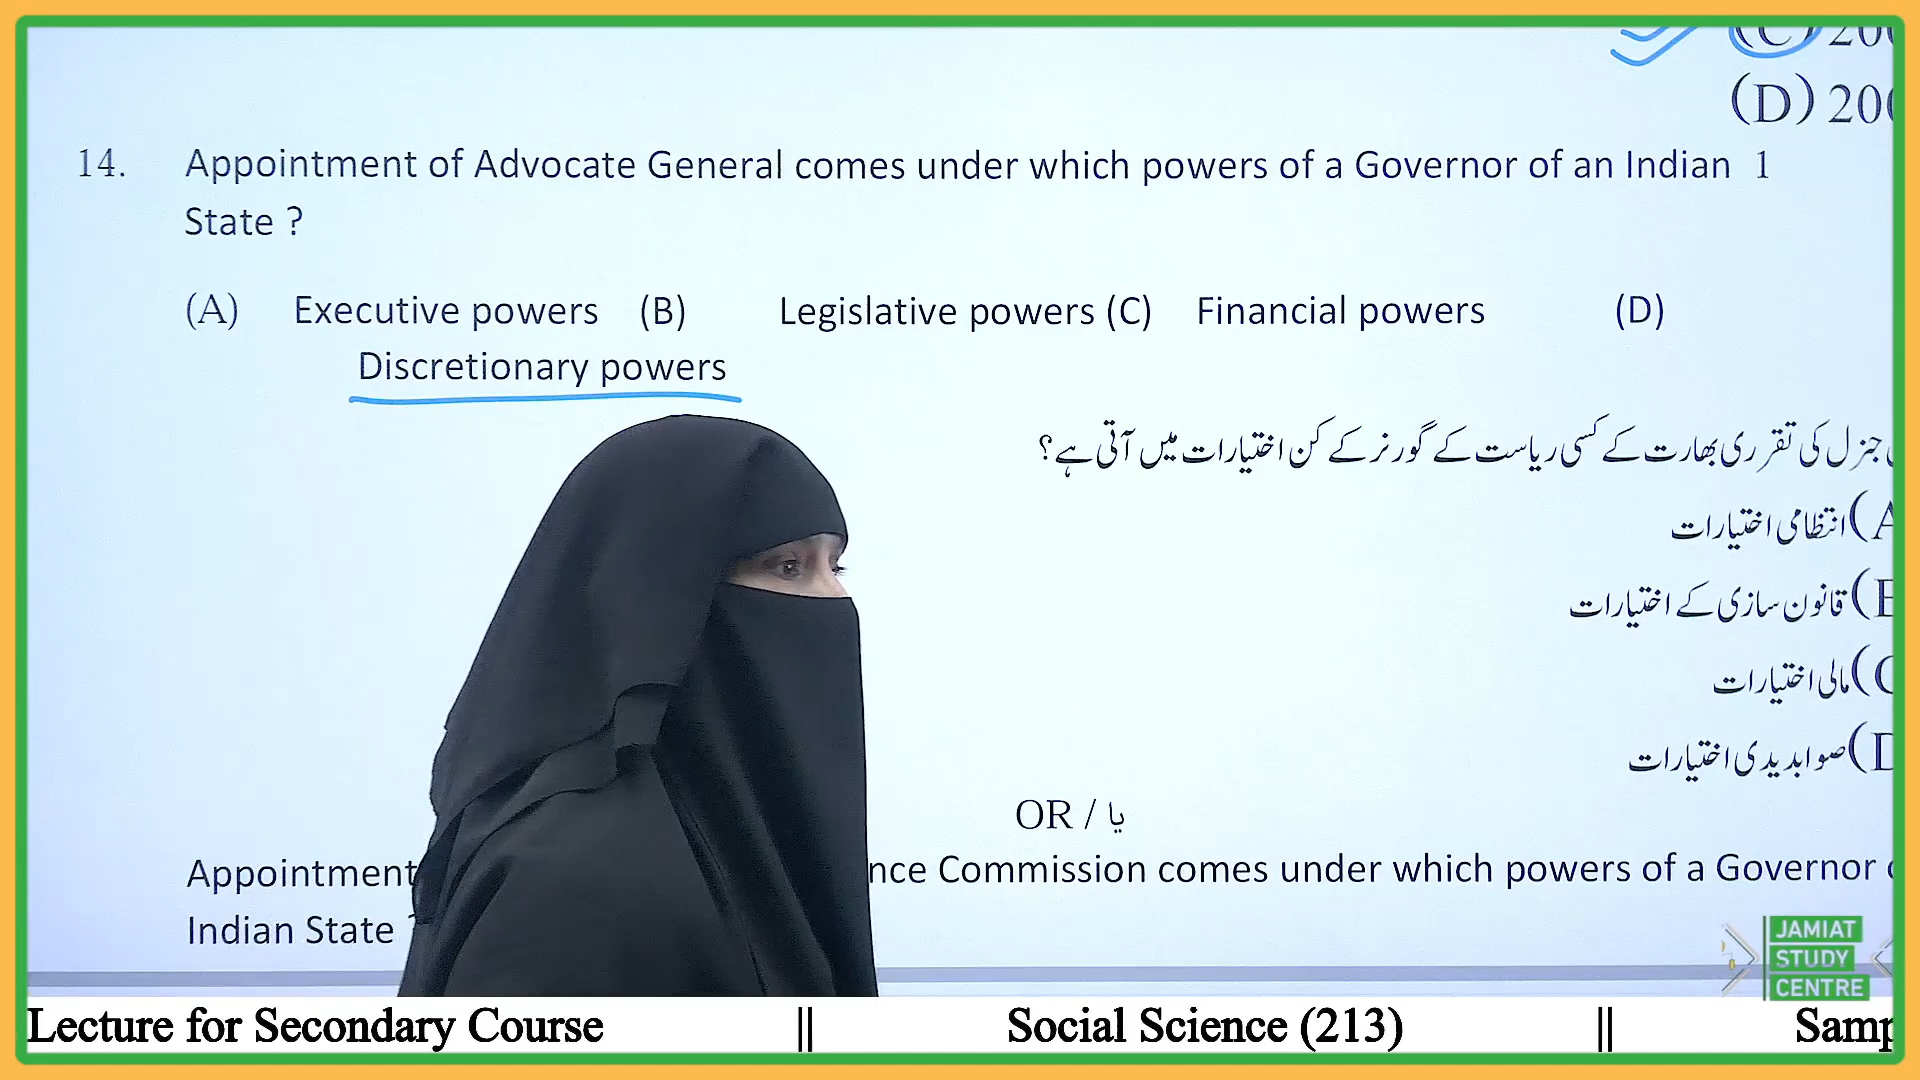 (C) 200
(D) 200
14. Appointment of Advocate General comes under which powers of a Governor of an Indian 1
State ?
(A) Executive powers (B) Legislative powers (C) Financial powers (D)
Discretionary powers
جنرل کی تقرری بھارت کے کسی ریاست کے گورنر کے کن اختیارات میں آتی ہے؟
(A) انتظامی اختیارات
قانون سازی کے اختیارات
مالی اختیارات
صوابدیدی اختیارات
OR / یا
Appointment nce Commission comes under which powers of a Governor
Indian State
JAMIAT
STUDY
CENTRE
Lecture for Secondary Course || Social Science (213) || Samp